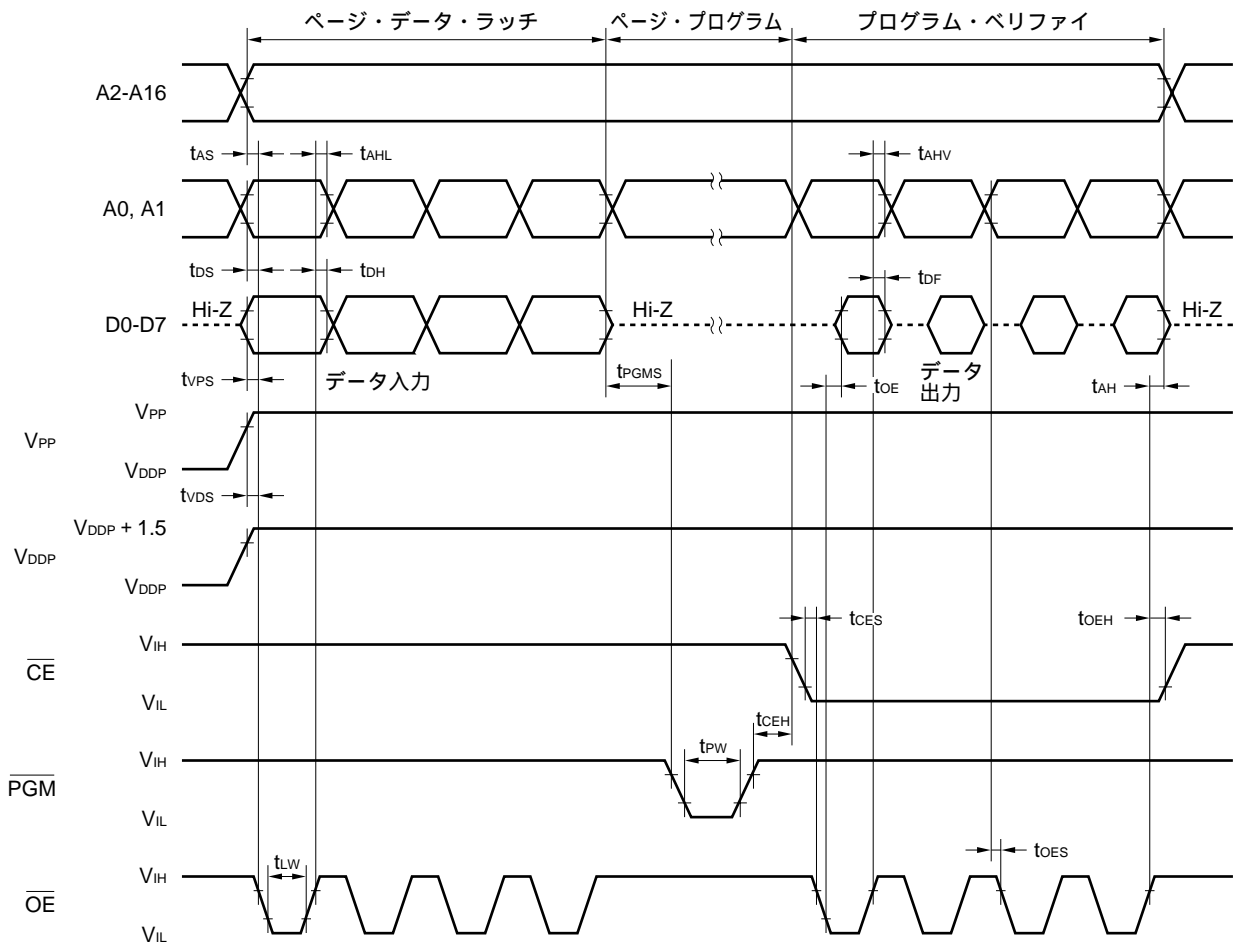 ページ・データ・ラッチ ページ・プログラム プログラム・ベリファイ
A2-A16
tAS tAHL tAHV
A0, A1
tDS tDH tDF
Hi-Z Hi-Z Hi-Z
D0-D7
tVPS データ入力 tPGMS tOE データ出力 tAH
VPP
VPP
VDDP
tVDS
VDDP + 1.5
VDDP
VDDP
tCES tOEH
VIH
CE
VIL
tCEH
VIH tPW
PGM
VIL
tLW tOES
VIH
OE
VIL